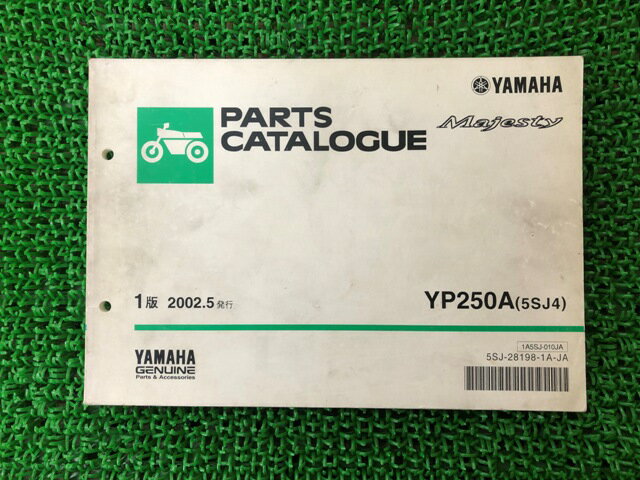 YAMAHA
PARTS
CATALOGUE
Majesty
1版 2002.5発行
YP250A(5SJ4)
1A5SJ-010JA
5SJ-28198-1A-JA
YAMAHA
GENUINE
Parts & Accessories